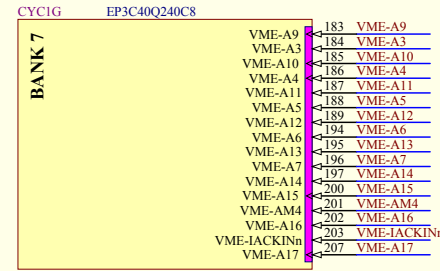 CYC1G EP3C40Q240C8
BANK 7
VME-A9 183 VME-A9
VME-A3 184 VME-A3
VME-A10 185 VME-A10
VME-A4 186 VME-A4
VME-A11 187 VME-A11
VME-A5 188 VME-A5
VME-A12 189 VME-A12
VME-A6 194 VME-A6
VME-A13 195 VME-A13
VME-A7 196 VME-A7
VME-A14 197 VME-A14
VME-A15 200 VME-A15
VME-AM4 201 VME-AM4
VME-A16 202 VME-A16
VME-IACKINn 203 VME-IACKINn
VME-A17 207 VME-A17